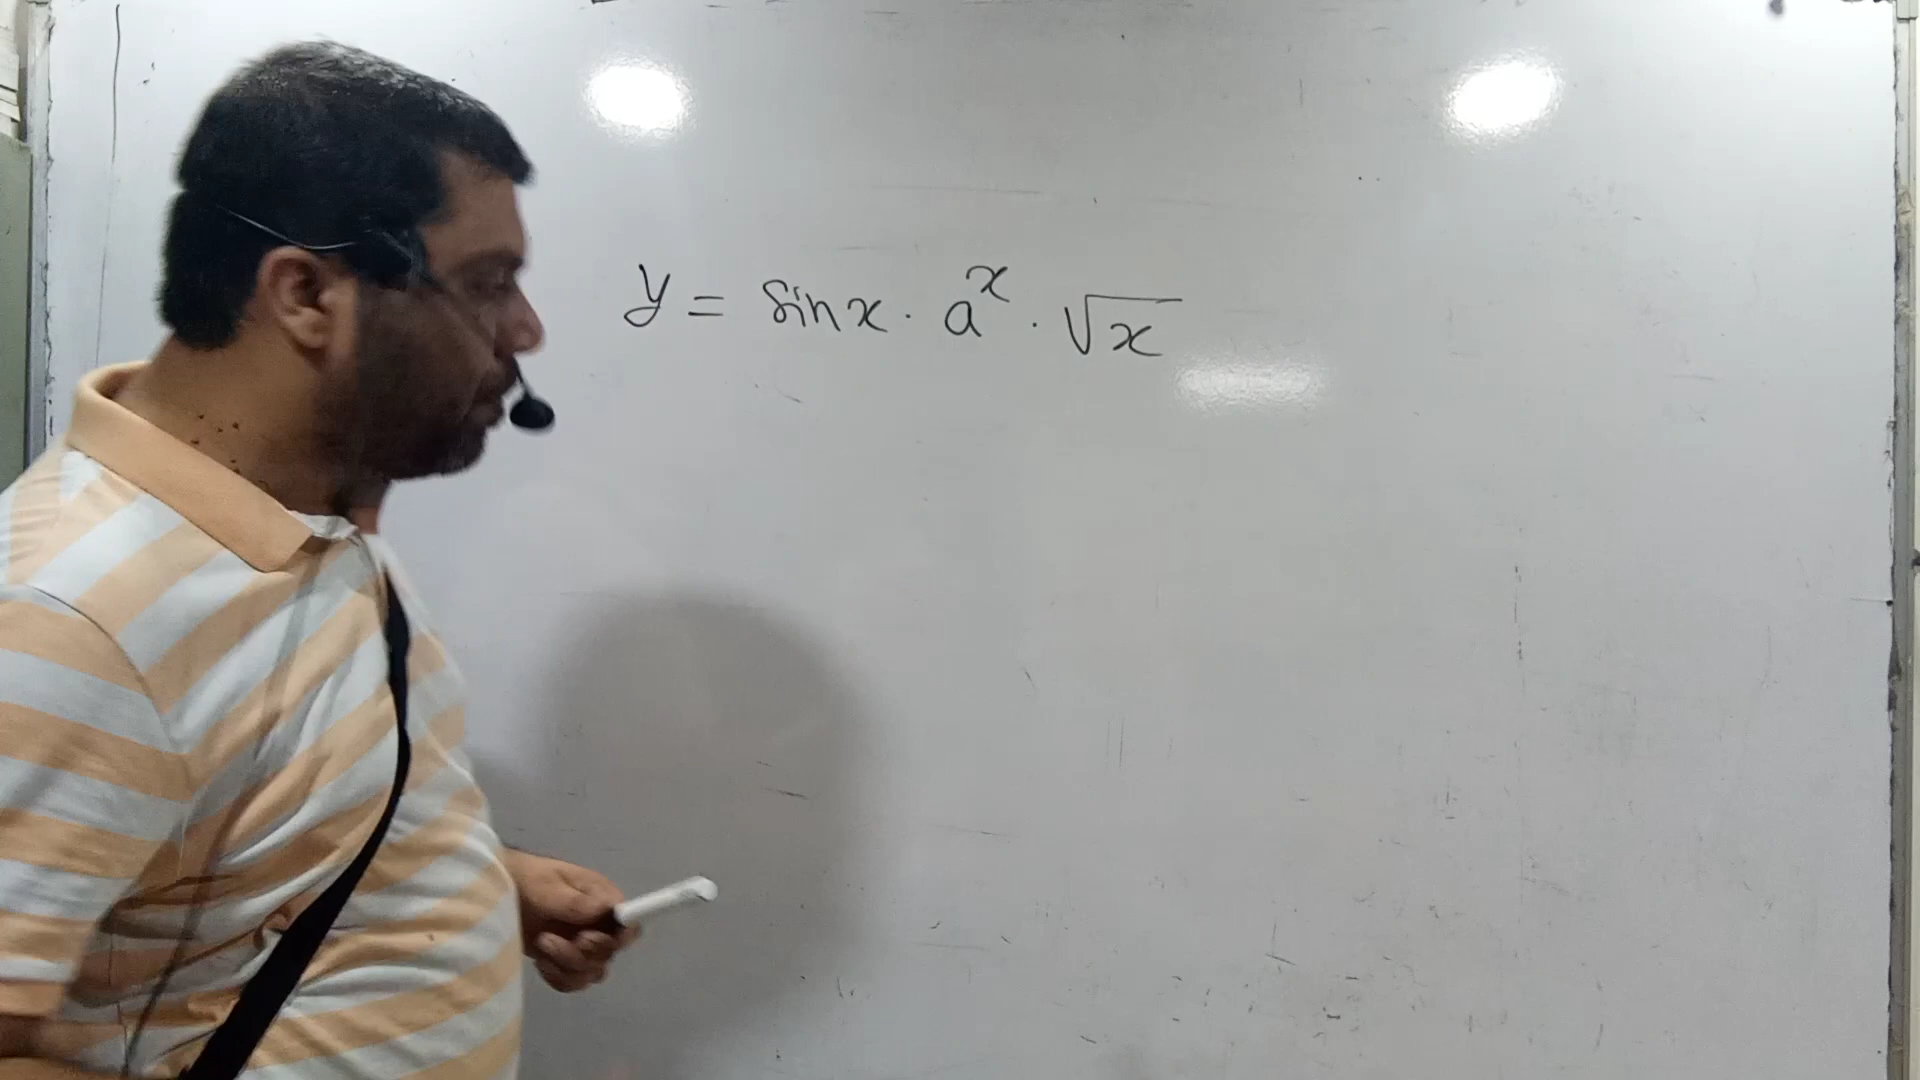 y = sin x · a^x · √x